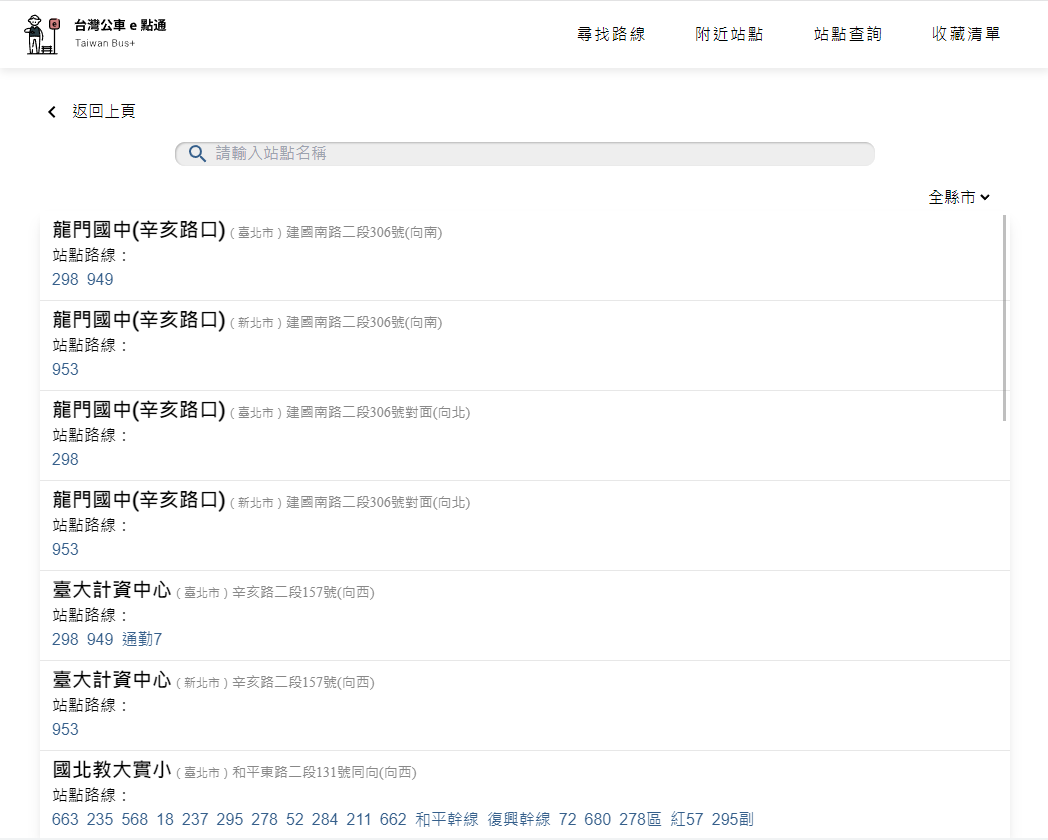 台灣公車 e 點通
Taiwan Bus+
尋找路線 附近站點 站點查詢 收藏清單
返回上頁
請輸入站點名稱
全縣市
龍門國中(辛亥路口) ( 臺北市 ) 建國南路二段306號(向南)
站點路線：
298 949
龍門國中(辛亥路口) ( 新北市 ) 建國南路二段306號(向南)
站點路線：
953
龍門國中(辛亥路口) ( 臺北市 ) 建國南路二段306號對面(向北)
站點路線：
298
龍門國中(辛亥路口) ( 新北市 ) 建國南路二段306號對面(向北)
站點路線：
953
臺大計資中心 ( 臺北市 ) 辛亥路二段157號(向西)
站點路線：
298 949 通勤7
臺大計資中心 ( 新北市 ) 辛亥路二段157號(向西)
站點路線：
953
國北教大實小 ( 臺北市 ) 和平東路二段131號同向(向西)
站點路線：
663 235 568 18 237 295 278 52 284 211 662 和平幹線 復興幹線 72 680 278區 紅57 295副